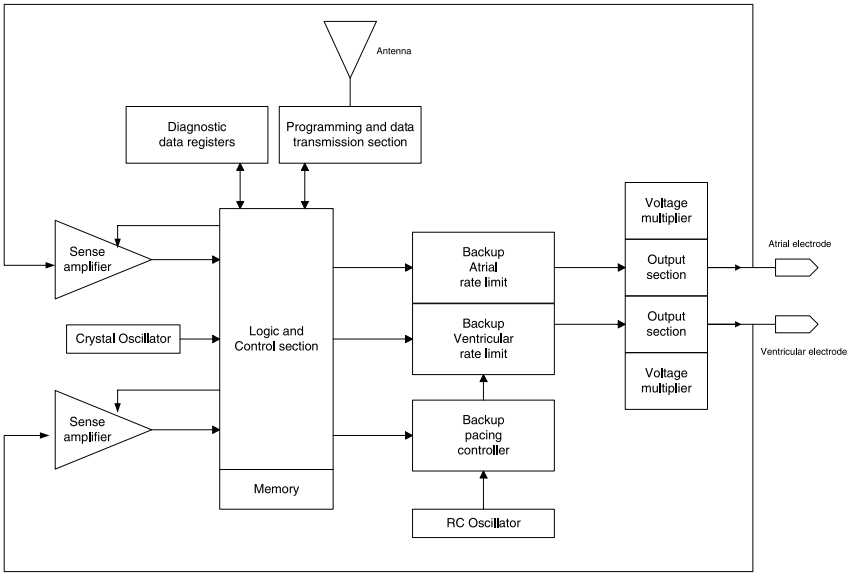 Antenna
Diagnostic
data registers
Programming and data
transmission section
Voltage
multiplier
Sense
amplifier
Backup
Atrial
rate limit
Output
section
Atrial electrode
Crystal Oscillator
Logic and
Control section
Backup
Ventricular
rate limit
Output
section
Ventricular electrode
Voltage
multiplier
Sense
amplifier
Backup
pacing
controller
Memory
RC Oscillator